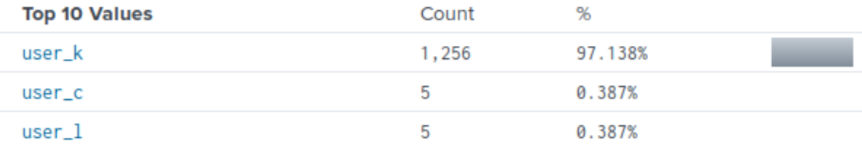 Top 10 Values Count %
user_k 1,256 97.138%
user_c 5 0.387%
user_l 5 0.387%